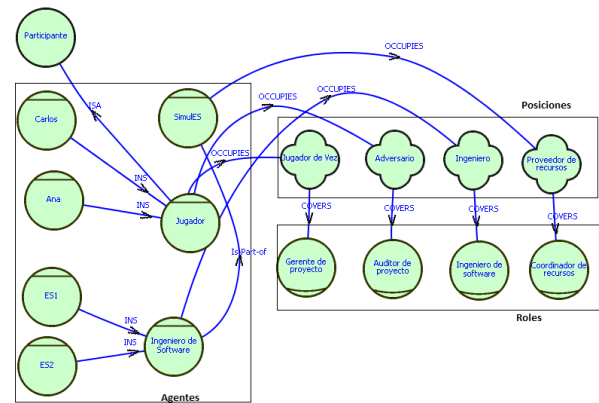 Participante
OCCUPIES
ISA
OCCUPIES
OCCUPIES
Posiciones
Carlos
SimulES
OCCUPIES
Jugador de Vez
Adversario
Ingeniero
Proveedor de
recursos
INS
Ana
INS
Jugador
COVERS
COVERS
COVERS
COVERS
Is Part-of
Gerente de
proyecto
Auditor de
proyecto
Ingeniero de
software
Coordinador de
recursos
ES1
INS
Roles
Ingeniero de
Software
INS
ES2
Agentes